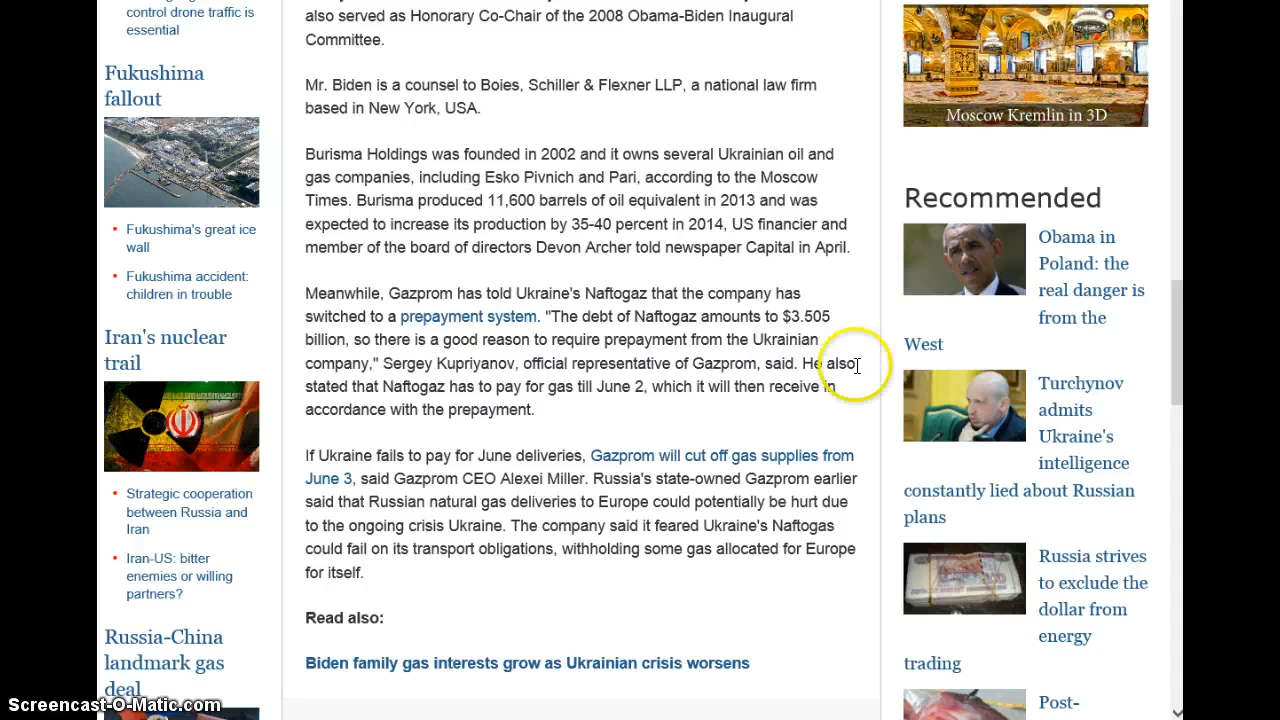 control drone traffic is
essential
Fukushima
fallout
Fukushima's great ice
wall
Fukushima accident:
children in trouble
Iran's nuclear
trail
Strategic cooperation
between Russia and
Iran
Iran-US: bitter
enemies or willing
partners?
Russia-China
landmark gas
deal
also served as Honorary Co-Chair of the 2008 Obama-Biden Inaugural
Committee.
Mr. Biden is a counsel to Boies, Schiller & Flexner LLP, a national law firm
based in New York, USA.
Burisma Holdings was founded in 2002 and it owns several Ukrainian oil and
gas companies, including Esko Pivnich and Pari, according to the Moscow
Times. Burisma produced 11,600 barrels of oil equivalent in 2013 and was
expected to increase its production by 35-40 percent in 2014, US financier and
member of the board of directors Devon Archer told newspaper Capital in April.
Meanwhile, Gazprom has told Ukraine's Naftogaz that the company has
switched to a prepayment system. "The debt of Naftogaz amounts to $3.505
billion, so there is a good reason to require prepayment from the Ukrainian
company," Sergey Kupriyanov, official representative of Gazprom, said. He also
stated that Naftogaz has to pay for gas till June 2, which it will then receive in
accordance with the prepayment.
If Ukraine fails to pay for June deliveries, Gazprom will cut off gas supplies from
June 3, said Gazprom CEO Alexei Miller. Russia's state-owned Gazprom earlier
said that Russian natural gas deliveries to Europe could potentially be hurt due
to the ongoing crisis Ukraine. The company said it feared Ukraine's Naftogas
could fail on its transport obligations, withholding some gas allocated for Europe
for itself.
Read also:
Biden family gas interests grow as Ukrainian crisis worsens
Moscow Kremlin in 3D
Recommended
Obama in
Poland: the
real danger is
from the
West
Turchynov
admits
Ukraine's
intelligence
constantly lied about Russian
plans
Russia strives
to exclude the
dollar from
energy
trading
Post-
Screencast-O-Matic.com